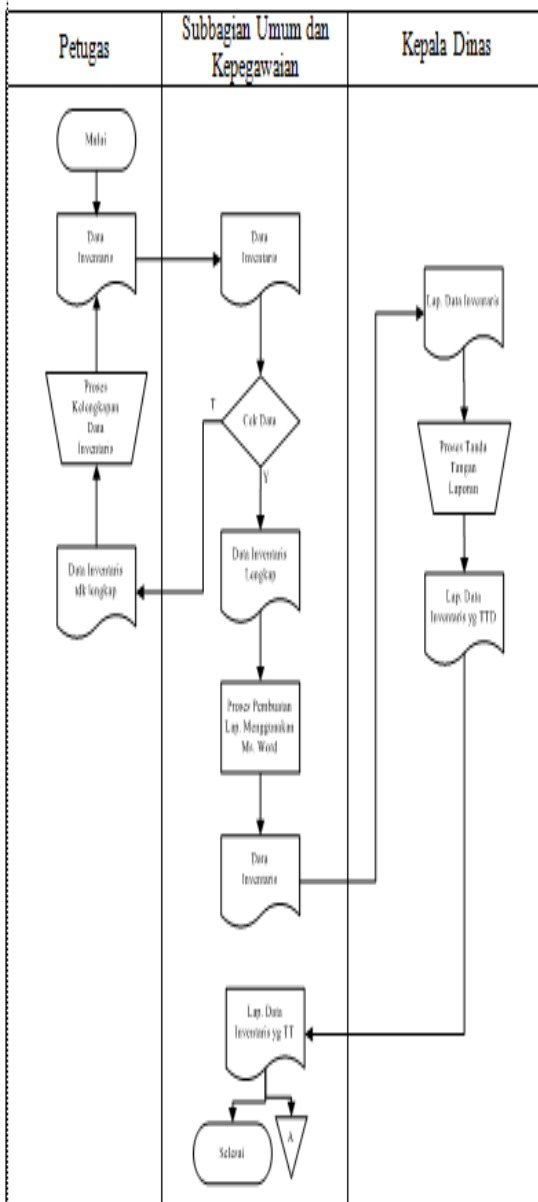 Petugas
Subbagian Umum dan
Kepegawaian
Kepala Dinas
Mulai
Data
Inventaris
Data
Inventaris
Lap. Data Inventaris
Proses
Kelengkapan
Data
Inventaris
T
Cek Data
Y
Proses Tanda
Tangan
Laporan
Data Inventaris
tdk lengkap
Data Inventaris
Lengkap
Lap. Data
Inventaris yg TTD
Proses Pembuatan
Lap. Menggunakan
Ms. Word
Data
Inventaris
Lap. Data
Inventaris yg TT
Selesai
A